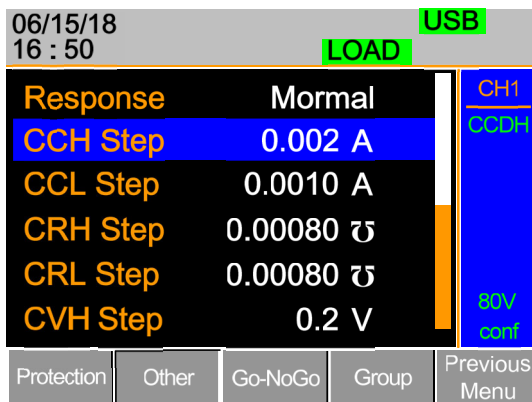 06/15/18
USB
16 : 50
LOAD
Response Mormal
CCH Step 0.002 A
CCL Step 0.0010 A
CRH Step 0.00080 ℧
CRL Step 0.00080 ℧
CVH Step 0.2 V
CH1
CCDH
80V
conf
Protection
Other
Go-NoGo
Group
Previous
Menu